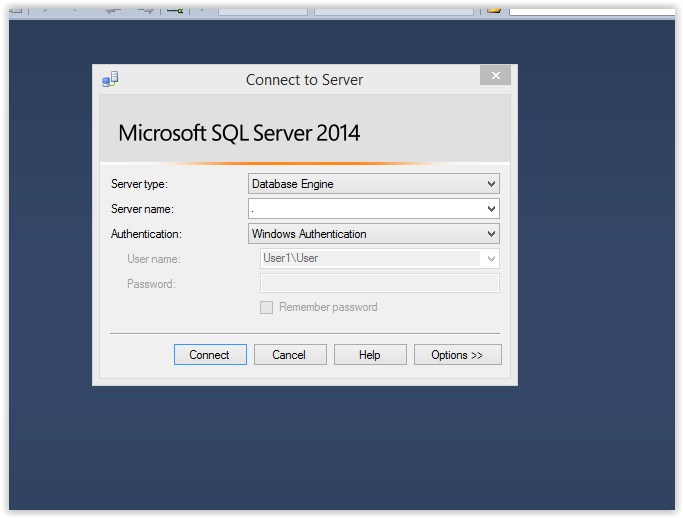 Connect to Server
Microsoft SQL Server 2014
Server type: Database Engine
Server name: .
Authentication: Windows Authentication
User name: User1\User
Password:
Remember password
Connect Cancel Help Options >>